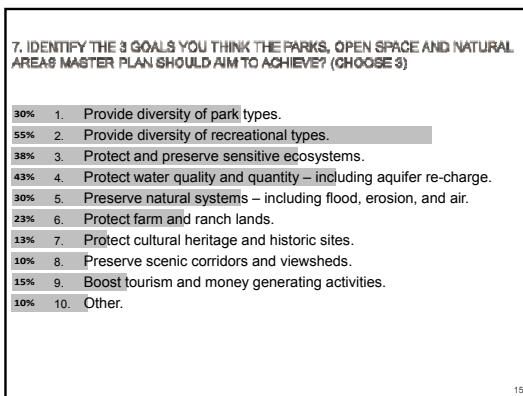 7. IDENTIFY THE 3 GOALS YOU THINK THE PARKS, OPEN SPACE AND NATURAL
AREAS MASTER PLAN SHOULD AIM TO ACHIEVE? (CHOOSE 3)
30% 1. Provide diversity of park types.
55% 2. Provide diversity of recreational types.
38% 3. Protect and preserve sensitive ecosystems.
43% 4. Protect water quality and quantity – including aquifer re-charge.
30% 5. Preserve natural systems – including flood, erosion, and air.
23% 6. Protect farm and ranch lands.
13% 7. Protect cultural heritage and historic sites.
10% 8. Preserve scenic corridors and viewsheds.
15% 9. Boost tourism and money generating activities.
10% 10. Other.
15